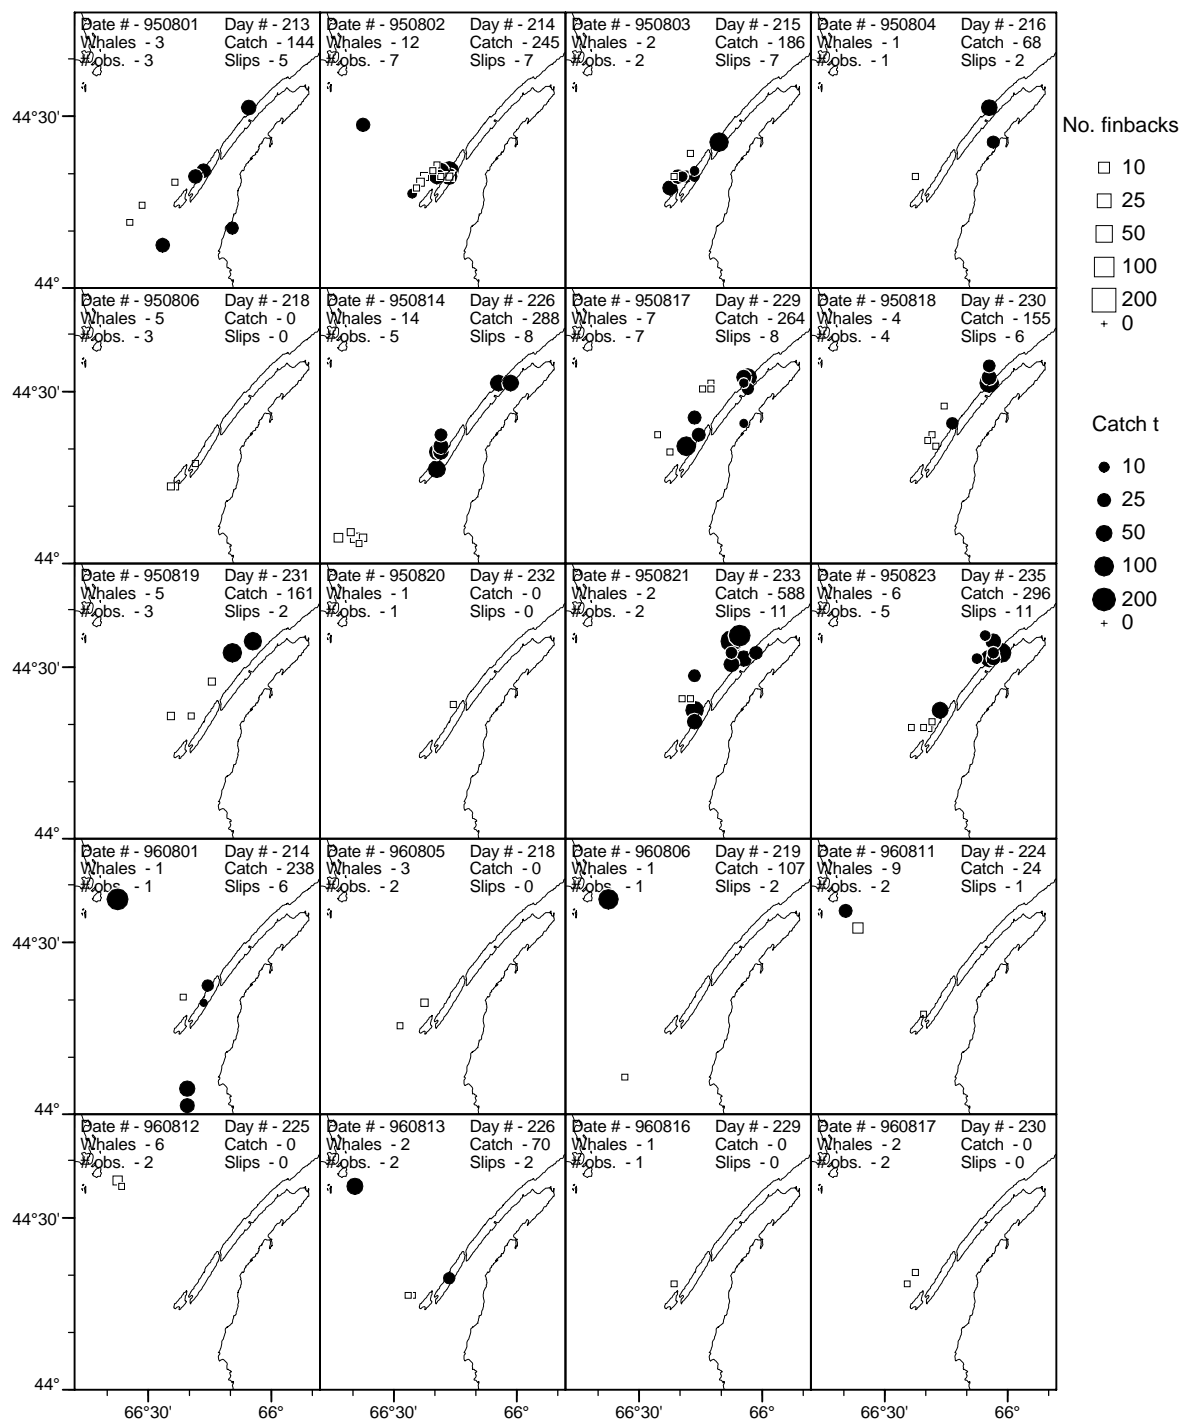 Date # - 950801 Day # - 213
Whales - 3 Catch - 144
# obs. - 3 Slips - 5
Date # - 950802 Day # - 214
Whales - 12 Catch - 245
# obs. - 7 Slips - 7
Date # - 950803 Day # - 215
Whales - 2 Catch - 186
# obs. - 2 Slips - 7
Date # - 950804 Day # - 216
Whales - 1 Catch - 68
# obs. - 1 Slips - 2
44°30'
44°
Date # - 950806 Day # - 218
Whales - 5 Catch - 0
# obs. - 3 Slips - 0
Date # - 950814 Day # - 226
Whales - 14 Catch - 288
# obs. - 5 Slips - 8
Date # - 950817 Day # - 229
Whales - 7 Catch - 264
# obs. - 7 Slips - 8
Date # - 950818 Day # - 230
Whales - 4 Catch - 155
# obs. - 4 Slips - 6
44°30'
44°
Date # - 950819 Day # - 231
Whales - 5 Catch - 161
# obs. - 3 Slips - 2
Date # - 950820 Day # - 232
Whales - 1 Catch - 0
# obs. - 1 Slips - 0
Date # - 950821 Day # - 233
Whales - 2 Catch - 588
# obs. - 2 Slips - 11
Date # - 950823 Day # - 235
Whales - 6 Catch - 296
# obs. - 5 Slips - 11
44°30'
44°
Date # - 960801 Day # - 214
Whales - 1 Catch - 238
# obs. - 1 Slips - 6
Date # - 960805 Day # - 218
Whales - 3 Catch - 0
# obs. - 2 Slips - 0
Date # - 960806 Day # - 219
Whales - 1 Catch - 107
# obs. - 1 Slips - 2
Date # - 960811 Day # - 224
Whales - 9 Catch - 24
# obs. - 2 Slips - 1
44°30'
44°
Date # - 960812 Day # - 225
Whales - 6 Catch - 0
# obs. - 2 Slips - 0
Date # - 960813 Day # - 226
Whales - 2 Catch - 70
# obs. - 2 Slips - 2
Date # - 960816 Day # - 229
Whales - 1 Catch - 0
# obs. - 1 Slips - 0
Date # - 960817 Day # - 230
Whales - 2 Catch - 0
# obs. - 2 Slips - 0
44°30'
44°
66°30' 66° 66°30' 66° 66°30' 66° 66°30' 66°
No. finbacks
10
25
50
100
200
+ 0
Catch t
10
25
50
100
200
+ 0